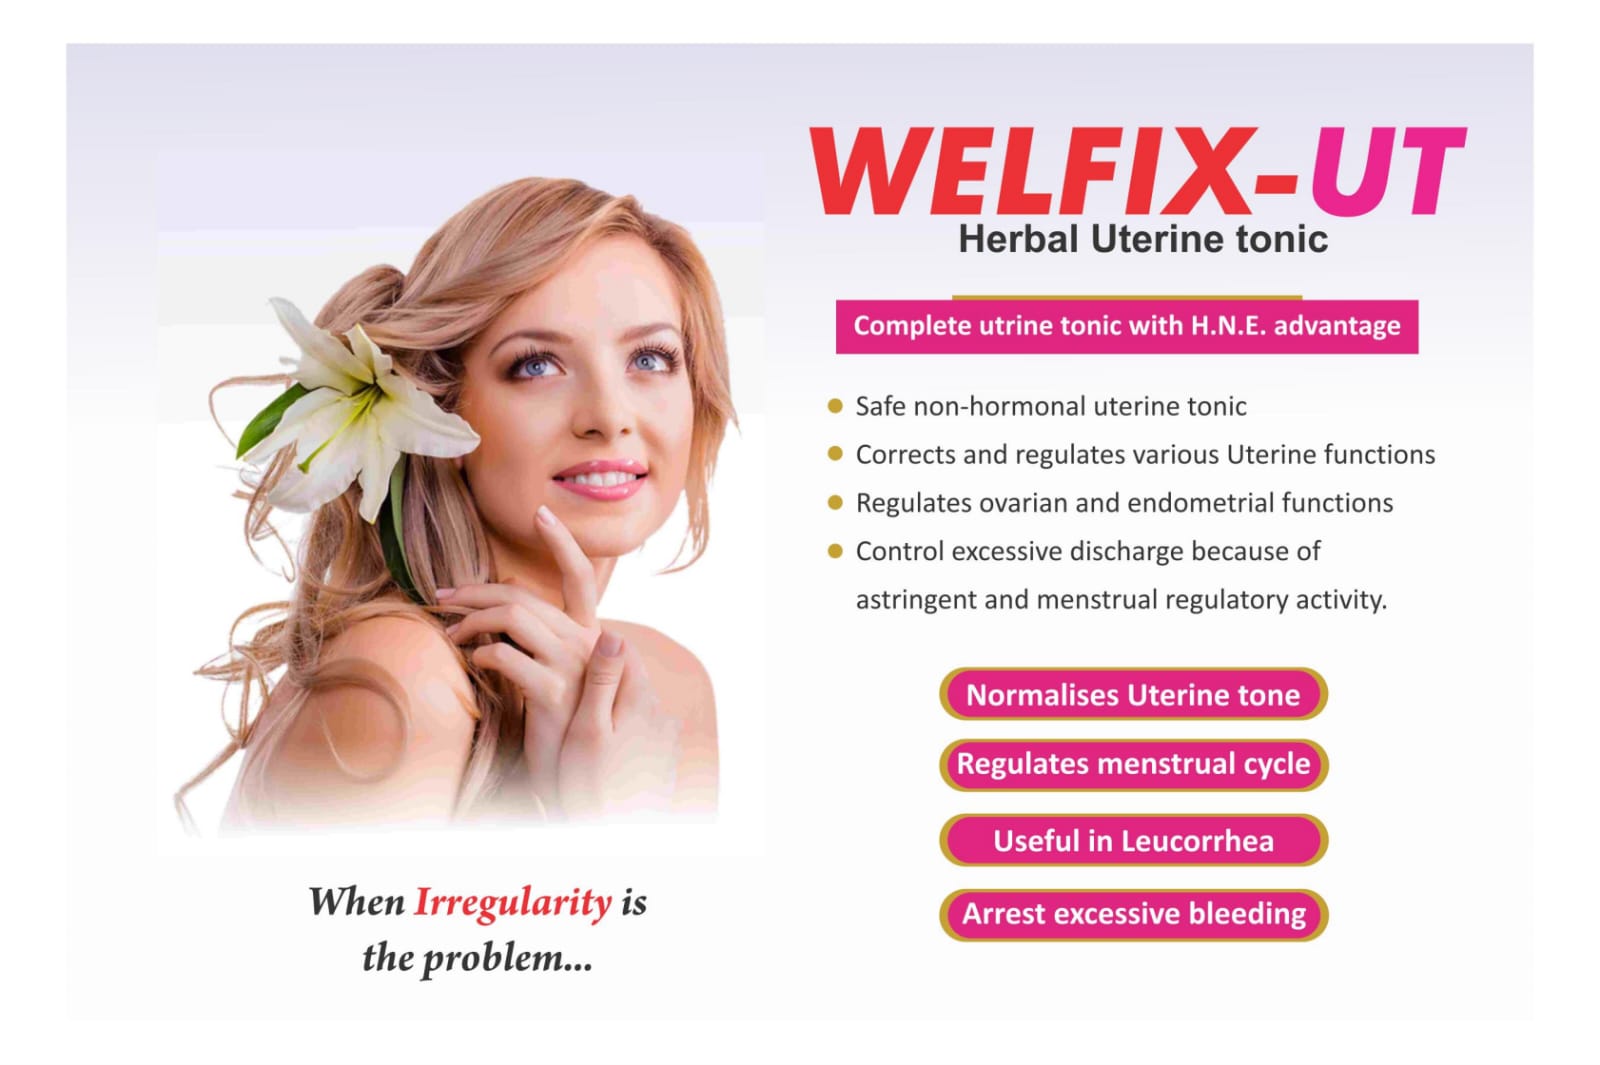 WELFIX-UT
Herbal Uterine tonic
Complete utrine tonic with H.N.E. advantage
Safe non-hormonal uterine tonic
Corrects and regulates various Uterine functions
Regulates ovarian and endometrial functions
Control excessive discharge because of
astringent and menstrual regulatory activity.
Normalises Uterine tone
Regulates menstrual cycle
Useful in Leucorrhea
Arrest excessive bleeding
When Irregularity is
the problem...